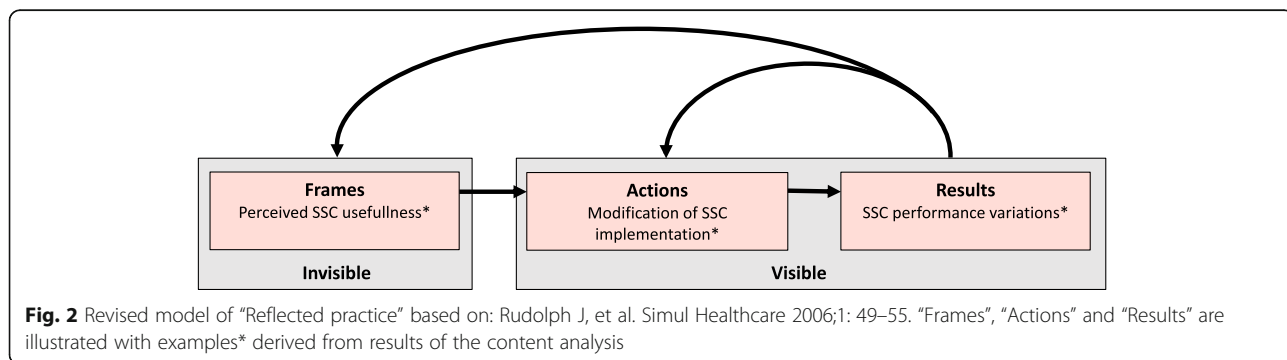 Frames
Perceived SSC usefullness*
Invisible
Actions
Modification of SSC
implementation*
Results
SSC performance variations*
Visible
Fig. 2 Revised model of “Reflected practice” based on: Rudolph J, et al. Simul Healthcare 2006;1: 49–55. “Frames”, “Actions” and “Results” are
illustrated with examples* derived from results of the content analysis